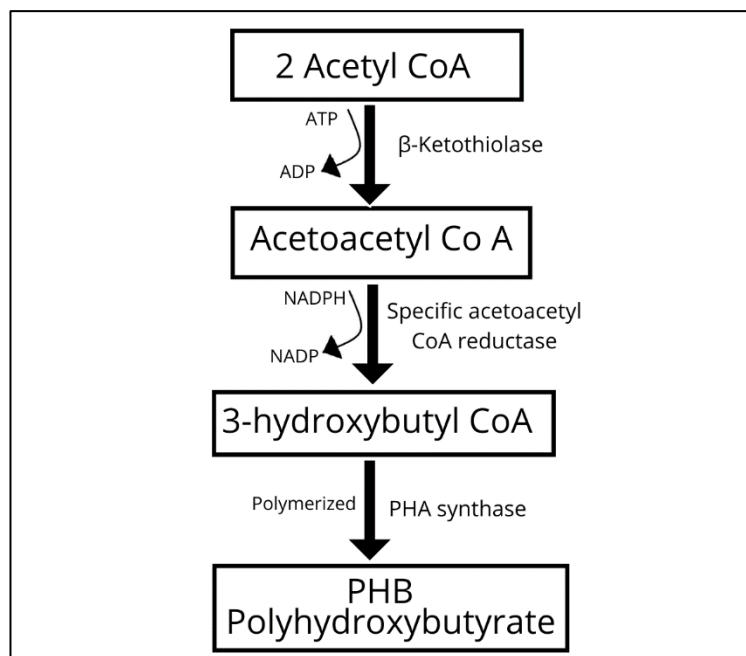 2 Acetyl CoA
ATP
β-Ketothiolase
ADP
Acetoacetyl Co A
NADPH
Specific acetoacetyl
CoA reductase
NADP
3-hydroxybutyl CoA
Polymerized
PHA synthase
PHB
Polyhydroxybutyrate